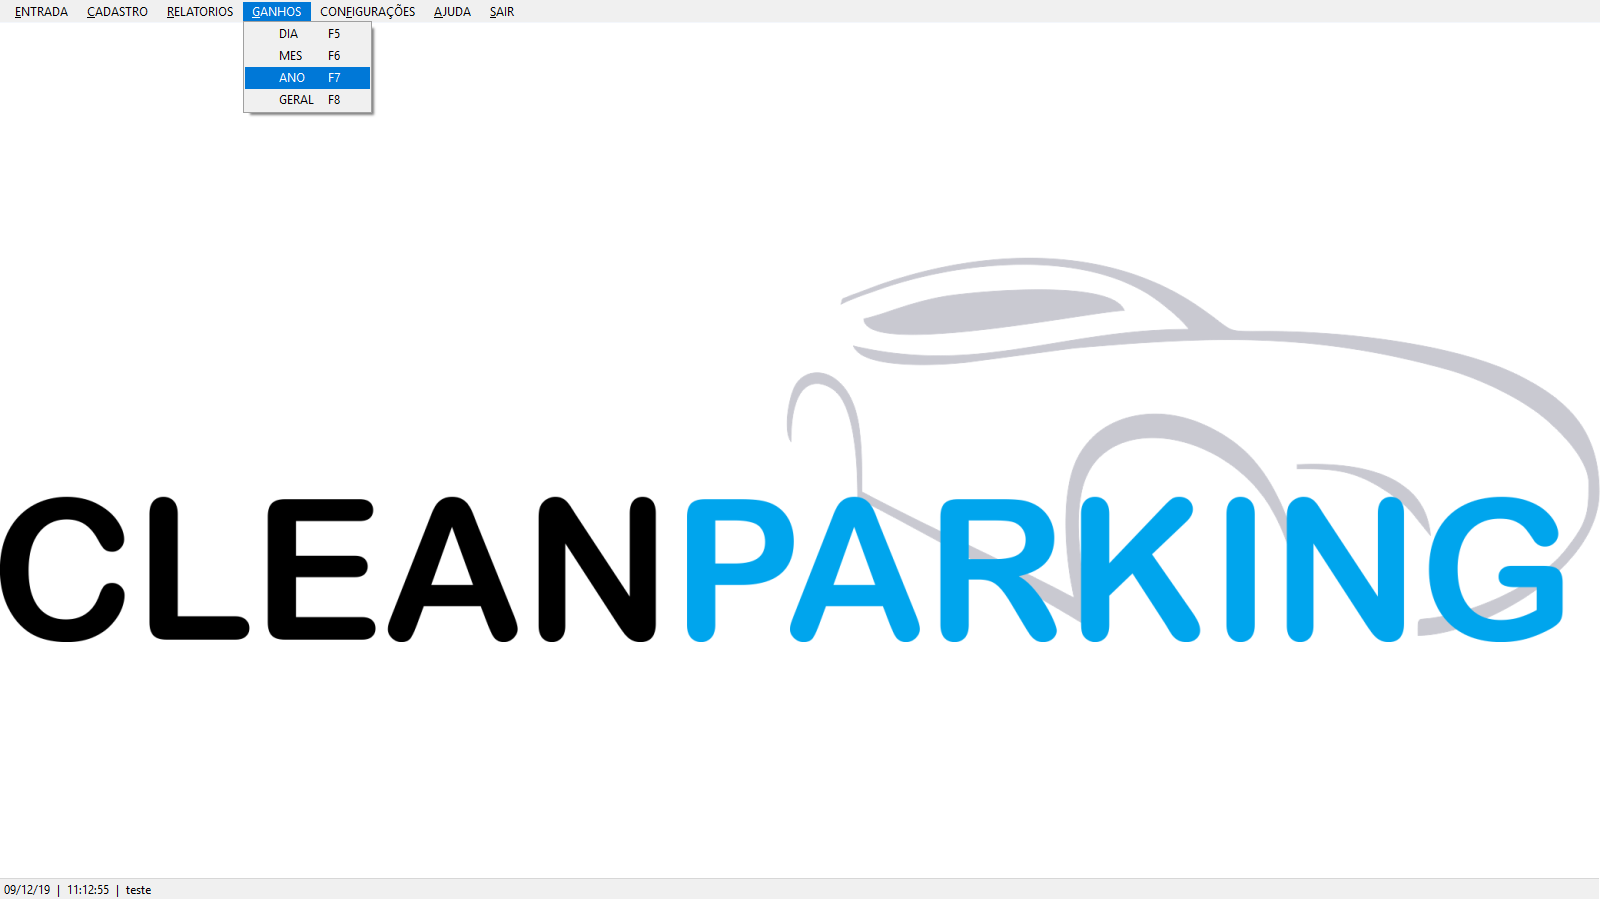 ENTRADA CADASTRO RELATORIOS GANHOS CONFIGURAÇÕES AJUDA SAIR
DIA F5
MES F6
ANO F7
GERAL F8
CLEANPARKING
09/12/19 | 11:12:55 | teste